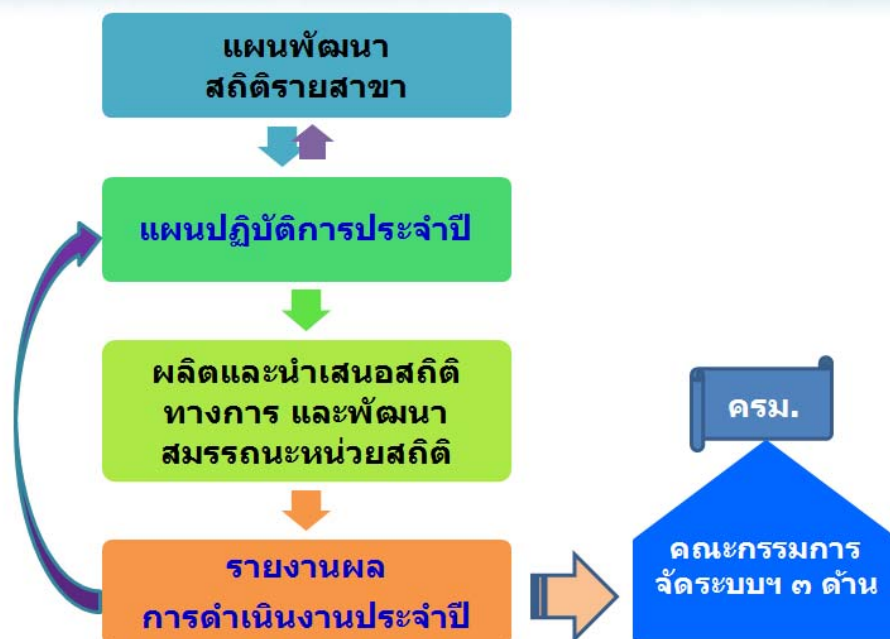 แผนพัฒนา
สถิติรายสาขา
แผนปฏิบัติการประจำปี
ผลิตและนำเสนอสถิติ
ทางการ และพัฒนา
สมรรถนะหน่วยสถิติ
รายงานผล
การดำเนินงานประจำปี
ครม.
คณะกรรมการ
จัดระบบฯ ๓ ด้าน